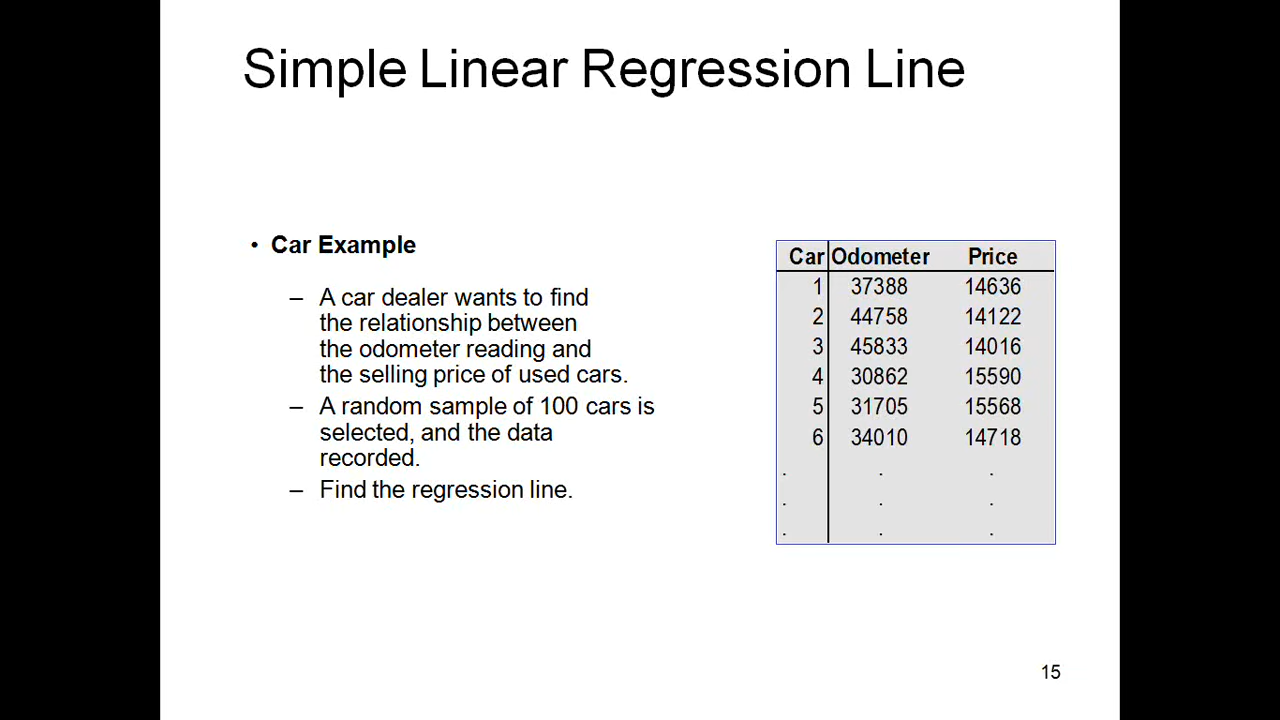 Simple Linear Regression Line
• Car Example
– A car dealer wants to find
the relationship between
the odometer reading and
the selling price of used cars.
– A random sample of 100 cars is
selected, and the data
recorded.
– Find the regression line.
Car Odometer Price
1 37388 14636
2 44758 14122
3 45833 14016
4 30862 15590
5 31705 15568
6 34010 14718
. . .
. . .
. . .
15